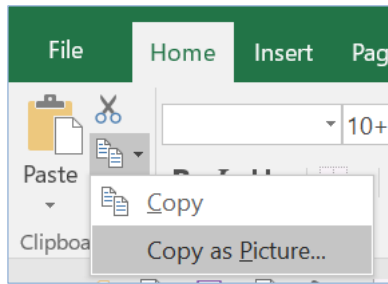 File Home Insert Pag
10+
Paste
Copy
Clipboa
Copy as Picture...